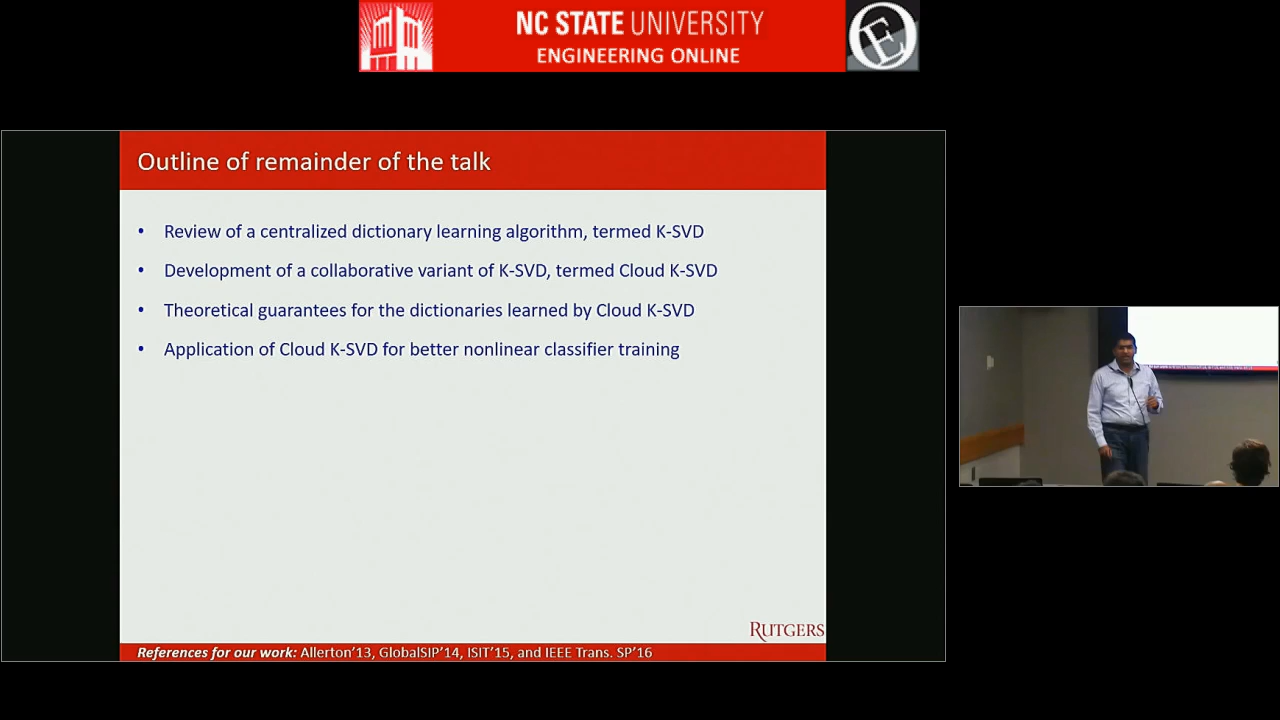 NC STATE UNIVERSITY
ENGINEERING ONLINE
Outline of remainder of the talk
• Review of a centralized dictionary learning algorithm, termed K-SVD
• Development of a collaborative variant of K-SVD, termed Cloud K-SVD
• Theoretical guarantees for the dictionaries learned by Cloud K-SVD
• Application of Cloud K-SVD for better nonlinear classifier training
RUTGERS
References for our work: Allerton'13, GlobalSIP'14, ISIT'15, and IEEE Trans. SP'16